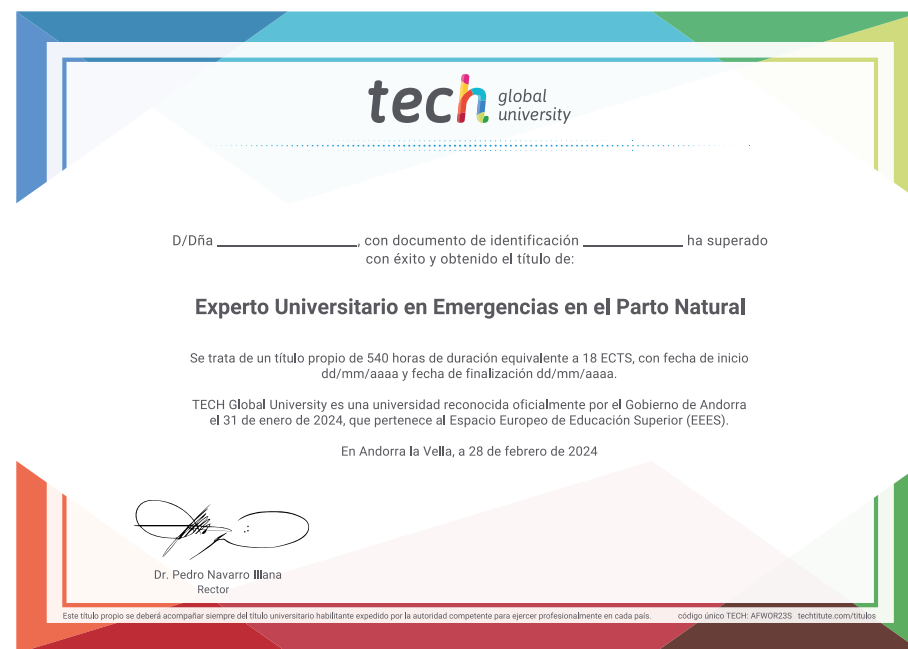 tech global university
D/Dña ________________, con documento de identificación ____________ ha superado
con éxito y obtenido el título de:
Experto Universitario en Emergencias en el Parto Natural
Se trata de un título propio de 540 horas de duración equivalente a 18 ECTS, con fecha de inicio
dd/mm/aaaa y fecha de finalización dd/mm/aaaa.
TECH Global University es una universidad reconocida oficialmente por el Gobierno de Andorra
el 31 de enero de 2024, que pertenece al Espacio Europeo de Educación Superior (EEES).
En Andorra la Vella, a 28 de febrero de 2024
Dr. Pedro Navarro Illana
Rector
Este título propio se deberá acompañar siempre del título universitario habilitante expedido por la autoridad competente para ejercer profesionalmente en cada país. código único TECH: AFWOR23S techtitute.com/titulos